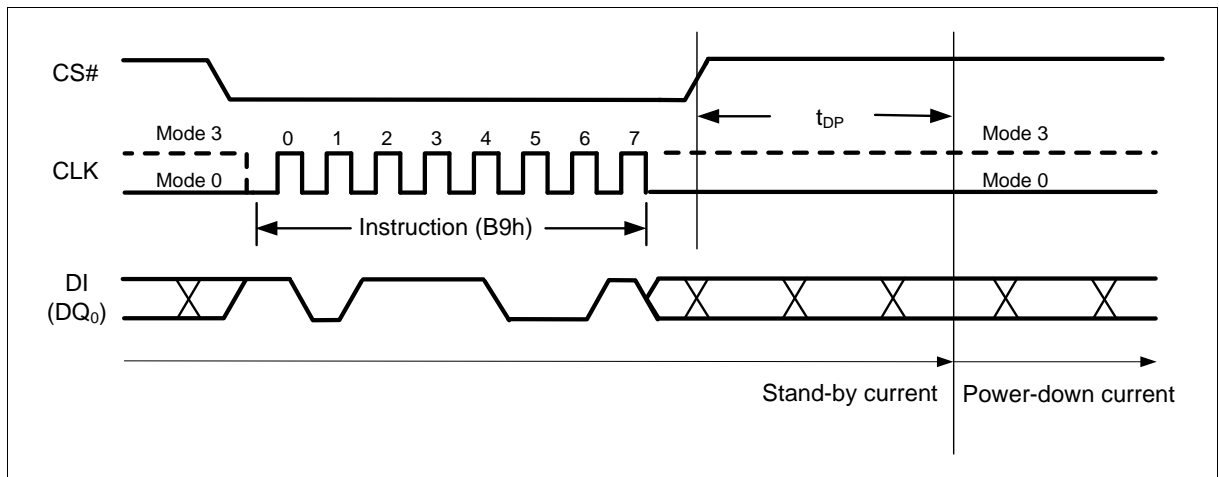 CS#
t_DP
Mode 3
0 1 2 3 4 5 6 7
Mode 3
CLK
Mode 0
Mode 0
Instruction (B9h)
DI
(DQ₀)
Stand-by current
Power-down current